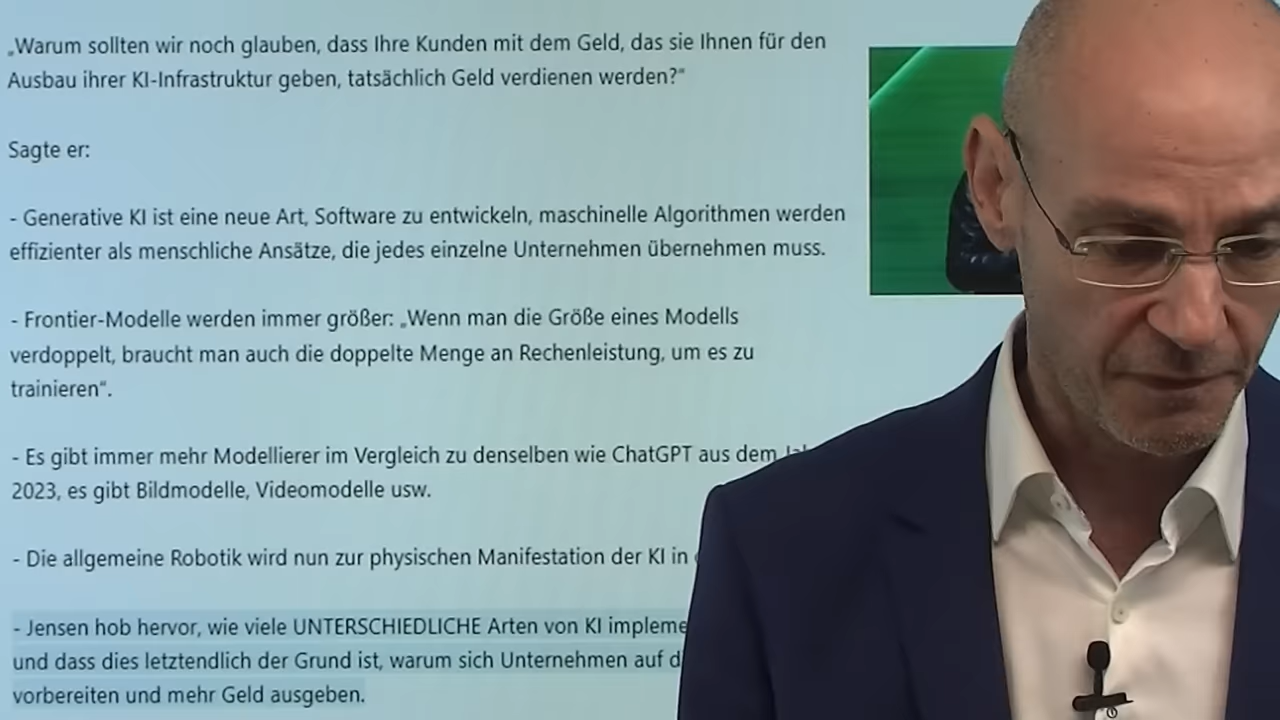 „Warum sollten wir noch glauben, dass Ihre Kunden mit dem Geld, das sie Ihnen für den
Ausbau ihrer KI-Infrastruktur geben, tatsächlich Geld verdienen werden?“
Sagte er:
- Generative KI ist eine neue Art, Software zu entwickeln, maschinelle Algorithmen werden
effizienter als menschliche Ansätze, die jedes einzelne Unternehmen übernehmen muss.
- Frontier-Modelle werden immer größer: „Wenn man die Größe eines Modells
verdoppelt, braucht man auch die doppelte Menge an Rechenleistung, um es zu
trainieren“.
- Es gibt immer mehr Modellierer im Vergleich zu denselben wie ChatGPT aus dem
2023, es gibt Bildmodelle, Videomodelle usw.
- Die allgemeine Robotik wird nun zur physischen Manifestation der KI in
- Jensen hob hervor, wie viele UNTERSCHIEDLICHE Arten von KI impleme
und dass dies letztendlich der Grund ist, warum sich Unternehmen auf d
vorbereiten und mehr Geld ausgeben.